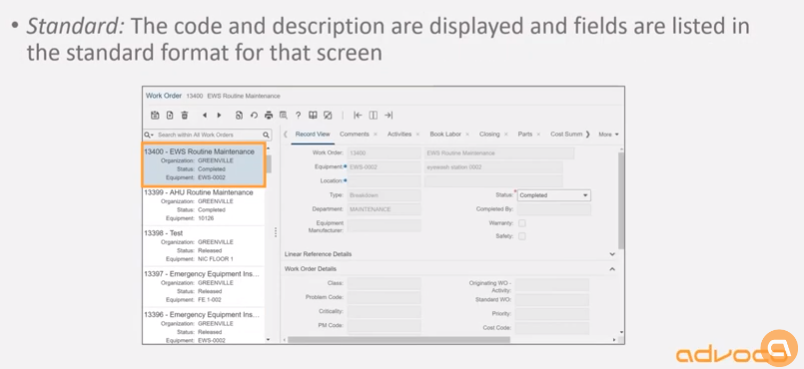 • Standard: The code and description are displayed and fields are listed in
the standard format for that screen
Work Order 13400 EWS Routine Maintenance
Search within All Work Orders
Record View Comments × Activities × Book Labor × Closing × Parts × Cost Summ More
13400 - EWS Routine Maintenance
Organization: GREENVILLE
Status: Completed
Equipment: EWS-0002
13399 - AHU Routine Maintenance
Organization: GREENVILLE
Status: Completed
Equipment: 10126
13398 - Test
Organization: GREENVILLE
Status: Released
Equipment: NIC FLOOR 1
13397 - Emergency Equipment Ins...
Organization: GREENVILLE
Status: Released
Equipment: FE 1-002
13396 - Emergency Equipment Ins...
Organization: GREENVILLE
Status: Released
Equipment: EWS-0002
Work Order: 13400 EWS Routine Maintenance
Equipment: EWS-0002 eyewash station 0002
Location:
Type: Breakdown
Status: Completed
Department: MAINTENANCE
Completed By:
Equipment
Manufacturer:
Warranty:
Safety:
Linear Reference Details
Work Order Details
Class:
Originating WO -
Activity:
Problem Code:
Standard WO:
Criticality:
Priority:
PM Code:
Cost Code:
advoco